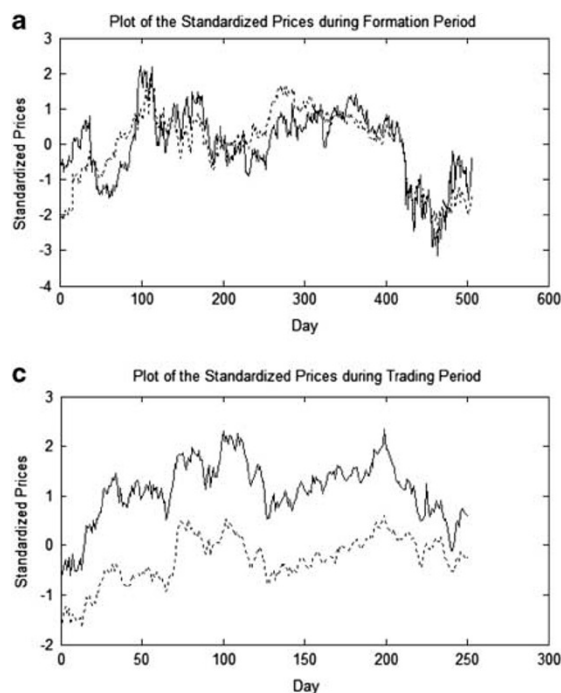 a
Plot of the Standardized Prices during Formation Period
3
2
1
0
-1
-2
-3
-4
Standardized Prices
0 100 200 300 400 500 600
Day
c
Plot of the Standardized Prices during Trading Period
3
2
1
0
-1
-2
Standardized Prices
0 50 100 150 200 250 300
Day